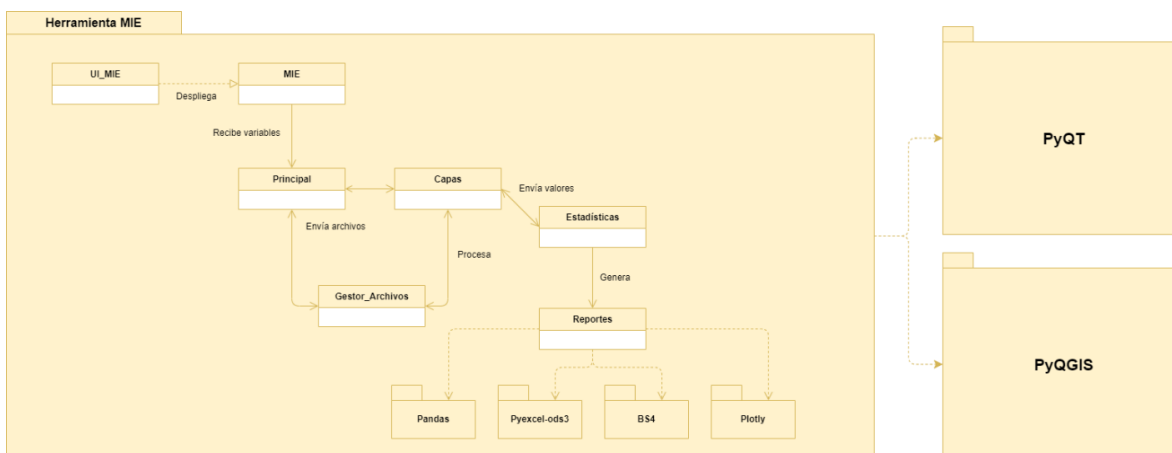 Herramienta MIE
UI_MIE
MIE
Despliega
Recibe variables
Principal
Capas
Envía valores
Estadísticas
Envía archivos
Procesa
Genera
Gestor_Archivos
Reportes
Pandas
Pyexcel-ods3
BS4
Plotly
PyQT
PyQGIS